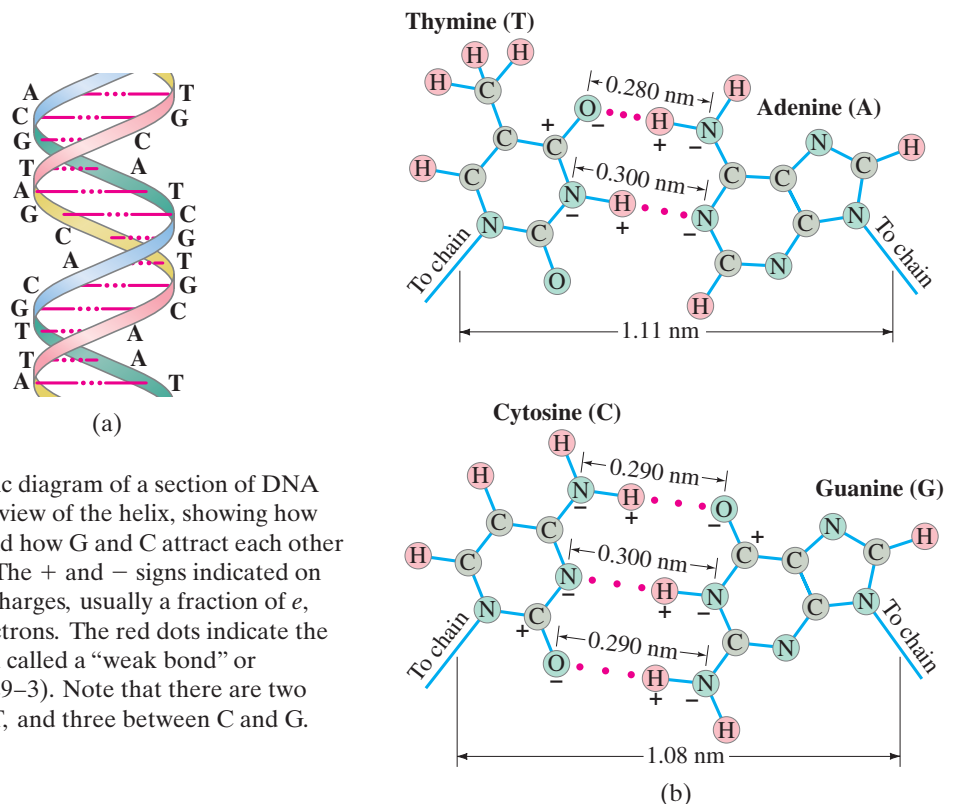 A T
C G
G C
T A
A T
G C
C G
A T
C G
G C
T A
T A
A T
(a)
ic diagram of a section of DNA
view of the helix, showing how
d how G and C attract each other
The + and − signs indicated on
harges, usually a fraction of e,
ctrons. The red dots indicate the
called a “weak bond” or
9–3). Note that there are two
T, and three between C and G.
Thymine (T)
Adenine (A)
H H H H
C O 0.280 nm H N
C + − + −
C N C H
H C 0.300 nm C C
N H N
− + −
N C C N
C N
O H
To chain
To chain
1.11 nm
Cytosine (C)
Guanine (G)
H
H N H 0.290 nm O
− + −
C C C + N H
H C N 0.300 nm H N C C
− + −
N C C N
+ C N
O 0.290 nm H N
− + −
H
To chain
To chain
1.08 nm
(b)